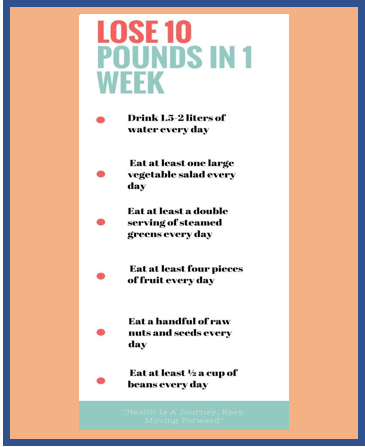 LOSE 10
POUNDS IN 1
WEEK
Drink 1.5-2 liters of
water every day
Eat at least one large
vegetable salad every
day
Eat at least a double
serving of steamed
greens every day
Eat at least four pieces
of fruit every day
Eat a handful of raw
nuts and seeds every
day
Eat at least ½ a cup of
beans every day
"Health Is A Journey, Keep
Moving Forward"